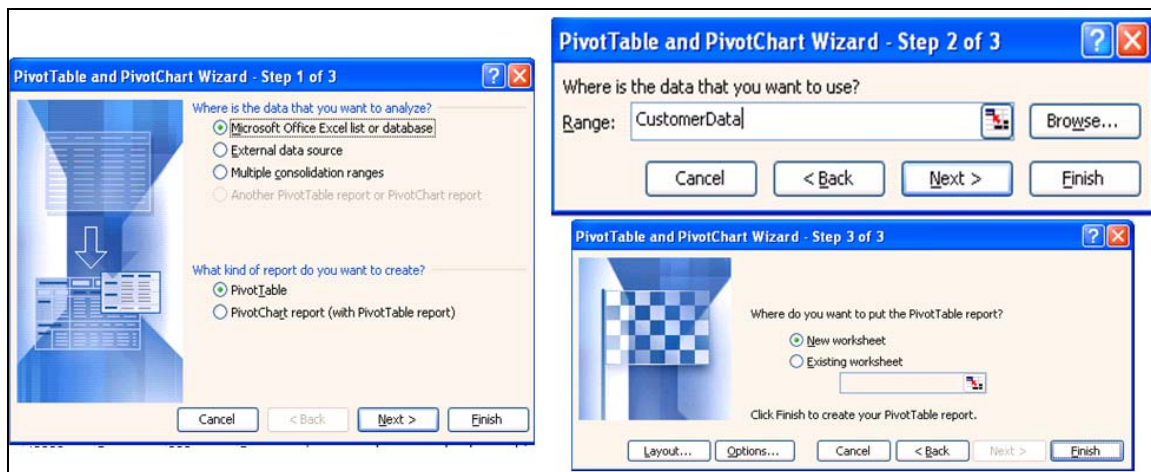 PivotTable and PivotChart Wizard - Step 1 of 3
Where is the data that you want to analyze?
Microsoft Office Excel list or database
External data source
Multiple consolidation ranges
Another PivotTable report or PivotChart report
What kind of report do you want to create?
PivotTable
PivotChart report (with PivotTable report)
Cancel < Back Next > Finish
PivotTable and PivotChart Wizard - Step 2 of 3
Where is the data that you want to use?
Range: CustomerData Browse...
Cancel < Back Next > Finish
PivotTable and PivotChart Wizard - Step 3 of 3
Where do you want to put the PivotTable report?
New worksheet
Existing worksheet
Click Finish to create your PivotTable report.
Layout... Options... Cancel < Back Next > Finish